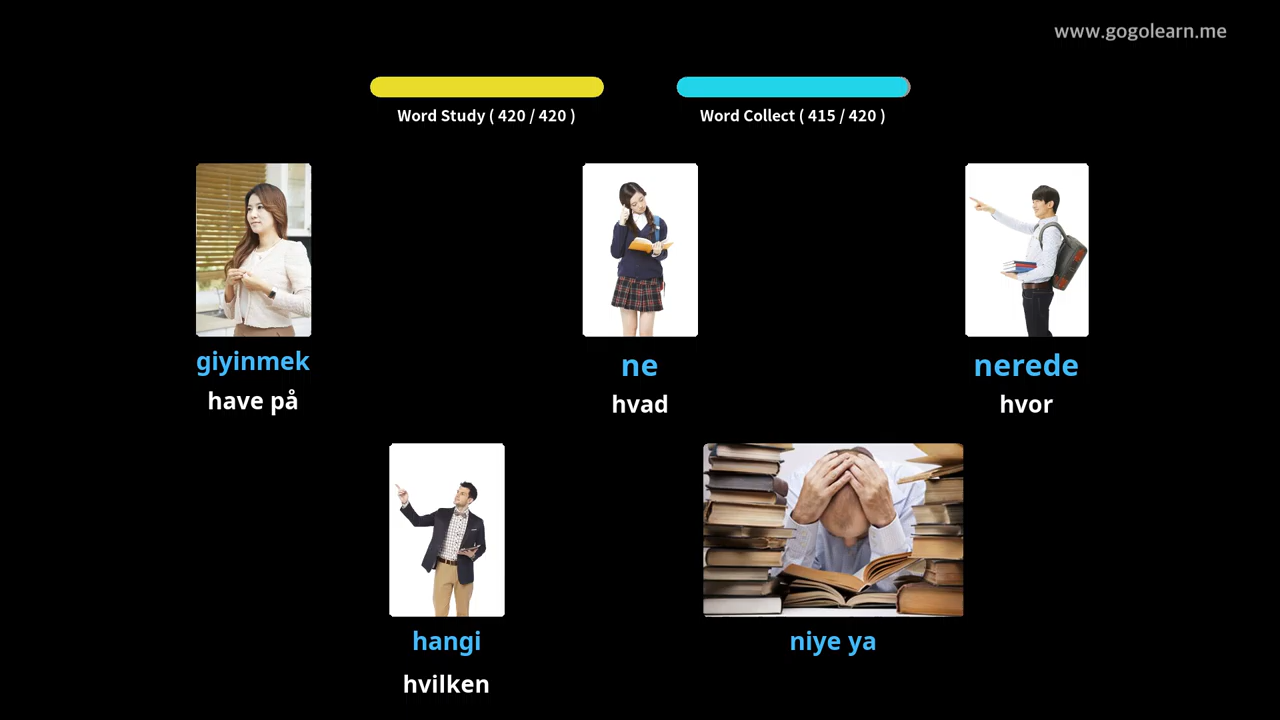 www.gogolearn.me
Word Study ( 420 / 420 )
Word Collect ( 415 / 420 )
giyinmek
have på
ne
hvad
nerede
hvor
hangi
hvilken
niye ya